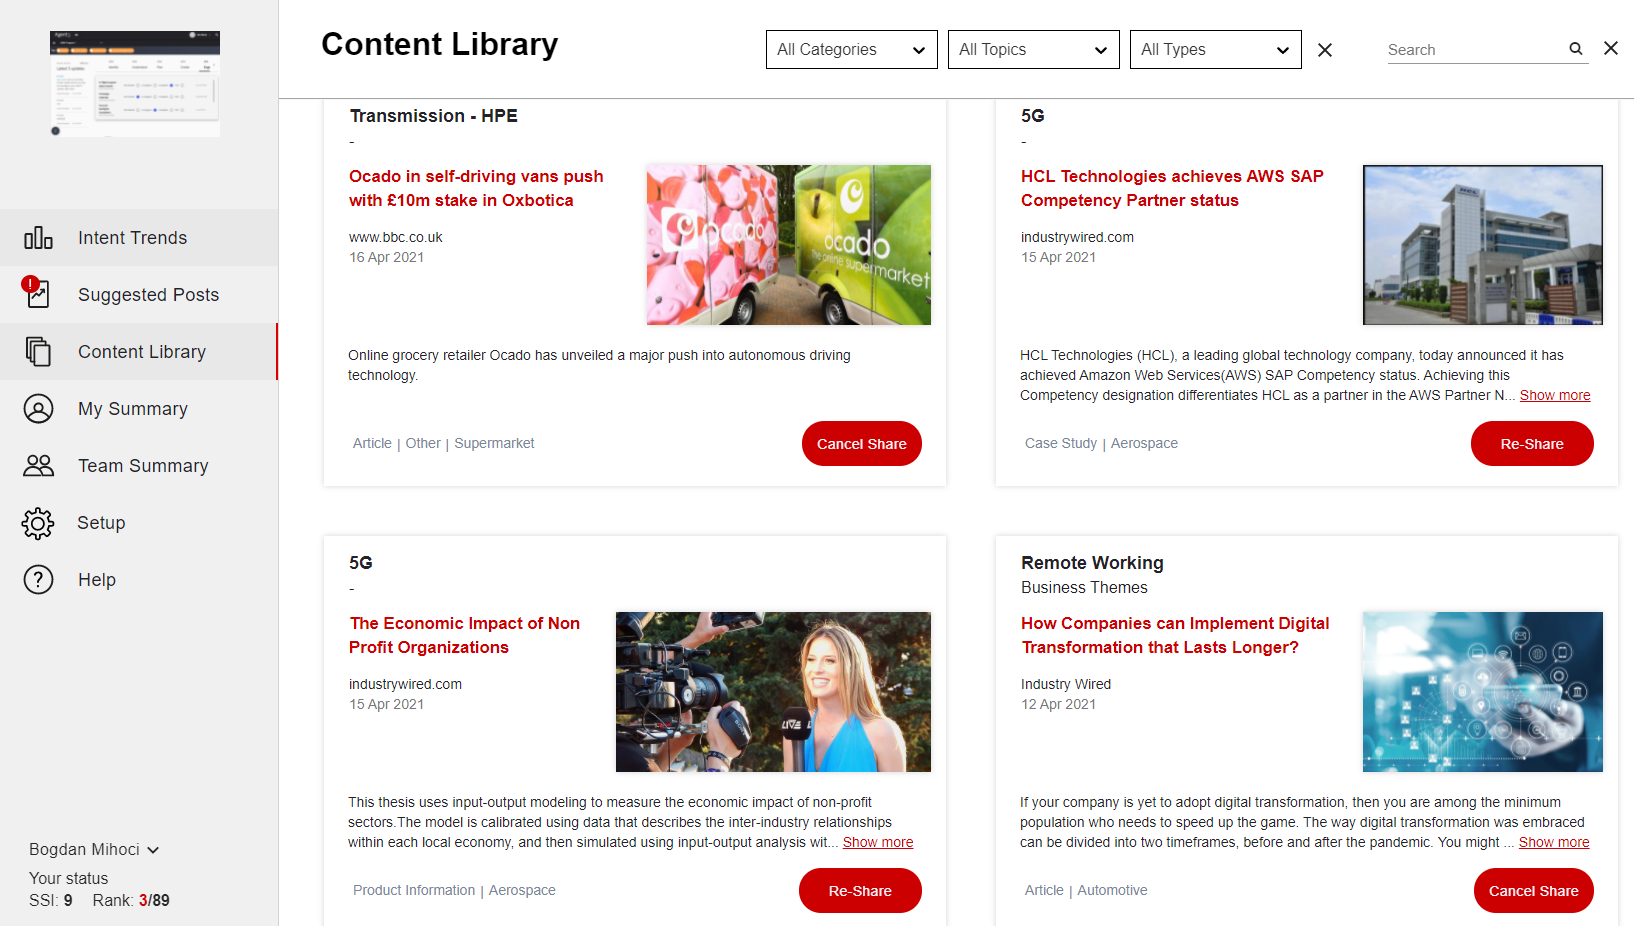 Content Library
All Categories
All Topics
All Types
Search
Intent Trends
!
Suggested Posts
Content Library
My Summary
Team Summary
Setup
?
Help
Bogdan Mihoci
Your status
SSI: 9 Rank: 3/89
Transmission - HPE
-
Ocado in self-driving vans push
with £10m stake in Oxbotica
www.bbc.co.uk
16 Apr 2021
ocado
ocado
the online supermarket
Online grocery retailer Ocado has unveiled a major push into autonomous driving
technology.
Article | Other | Supermarket
Cancel Share
5G
-
HCL Technologies achieves AWS SAP
Competency Partner status
industrywired.com
15 Apr 2021
HCL Technologies (HCL), a leading global technology company, today announced it has
achieved Amazon Web Services(AWS) SAP Competency status. Achieving this
Competency designation differentiates HCL as a partner in the AWS Partner N... Show more
Case Study | Aerospace
Re-Share
5G
-
The Economic Impact of Non
Profit Organizations
industrywired.com
15 Apr 2021
LIVE
This thesis uses input-output modeling to measure the economic impact of non-profit
sectors.The model is calibrated using data that describes the inter-industry relationships
within each local economy, and then simulated using input-output analysis wit... Show more
Product Information | Aerospace
Re-Share
Remote Working
Business Themes
How Companies can Implement Digital
Transformation that Lasts Longer?
Industry Wired
12 Apr 2021
If your company is yet to adopt digital transformation, then you are among the minimum
population who needs to speed up the game. The way digital transformation was embraced
can be divided into two timeframes, before and after the pandemic. You might ... Show more
Article | Automotive
Cancel Share